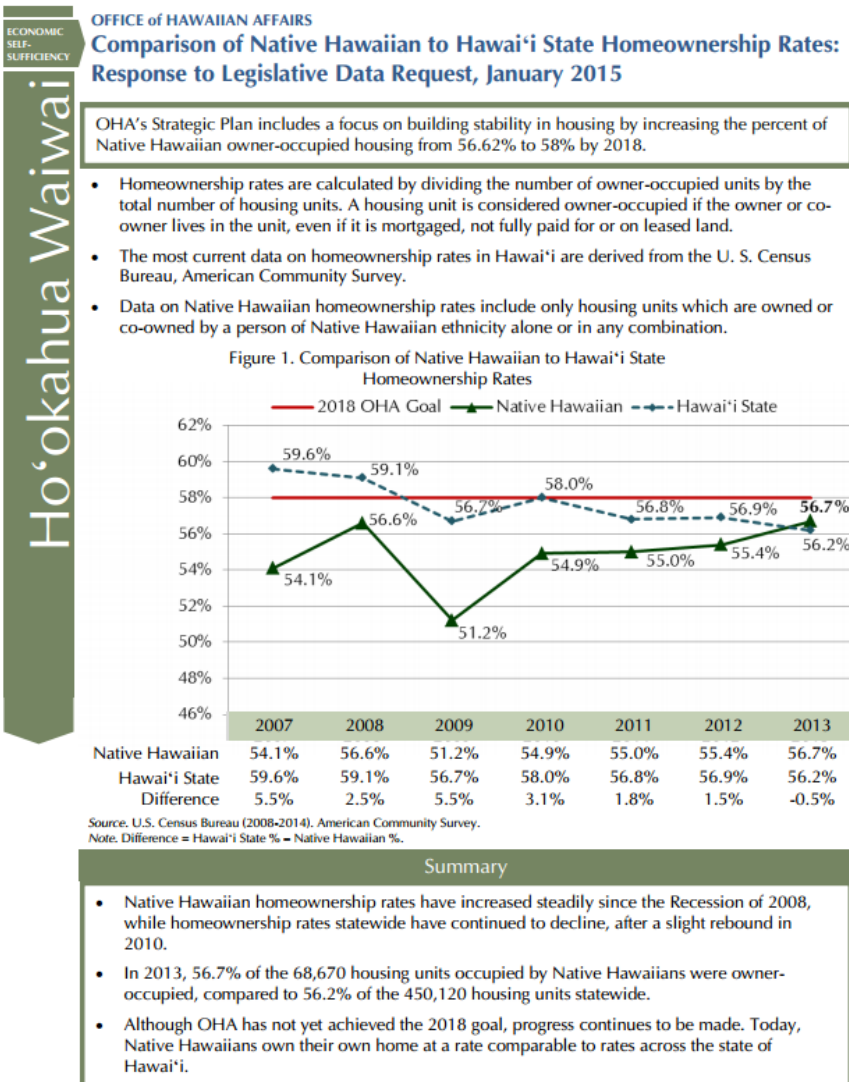 ECONOMIC
SELF-
SUFFICIENCY
Ho‘okahua Waiwai
OFFICE of HAWAIIAN AFFAIRS
Comparison of Native Hawaiian to Hawai‘i State Homeownership Rates:
Response to Legislative Data Request, January 2015
OHA’s Strategic Plan includes a focus on building stability in housing by increasing the percent of
Native Hawaiian owner-occupied housing from 56.62% to 58% by 2018.
• Homeownership rates are calculated by dividing the number of owner-occupied units by the
total number of housing units. A housing unit is considered owner-occupied if the owner or co-
owner lives in the unit, even if it is mortgaged, not fully paid for or on leased land.
• The most current data on homeownership rates in Hawai‘i are derived from the U. S. Census
Bureau, American Community Survey.
• Data on Native Hawaiian homeownership rates include only housing units which are owned or
co-owned by a person of Native Hawaiian ethnicity alone or in any combination.
Figure 1. Comparison of Native Hawaiian to Hawai‘i State
Homeownership Rates
2018 OHA Goal Native Hawaiian Hawai‘i State
62%
60%
58%
56%
54%
52%
50%
48%
46%
59.6%
59.1%
56.7%
58.0%
56.8%
56.9%
56.2%
54.1%
56.6%
51.2%
54.9%
55.0%
55.4%
56.7%
2007 2008 2009 2010 2011 2012 2013
Native Hawaiian 54.1% 56.6% 51.2% 54.9% 55.0% 55.4% 56.7%
Hawai‘i State 59.6% 59.1% 56.7% 58.0% 56.8% 56.9% 56.2%
Difference 5.5% 2.5% 5.5% 3.1% 1.8% 1.5% -0.5%
Source. U.S. Census Bureau (2008-2014). American Community Survey.
Note. Difference = Hawai‘i State % – Native Hawaiian %.
Summary
• Native Hawaiian homeownership rates have increased steadily since the Recession of 2008,
while homeownership rates statewide have continued to decline, after a slight rebound in
2010.
• In 2013, 56.7% of the 68,670 housing units occupied by Native Hawaiians were owner-
occupied, compared to 56.2% of the 450,120 housing units statewide.
• Although OHA has not yet achieved the 2018 goal, progress continues to be made. Today,
Native Hawaiians own their own home at a rate comparable to rates across the state of
Hawai‘i.